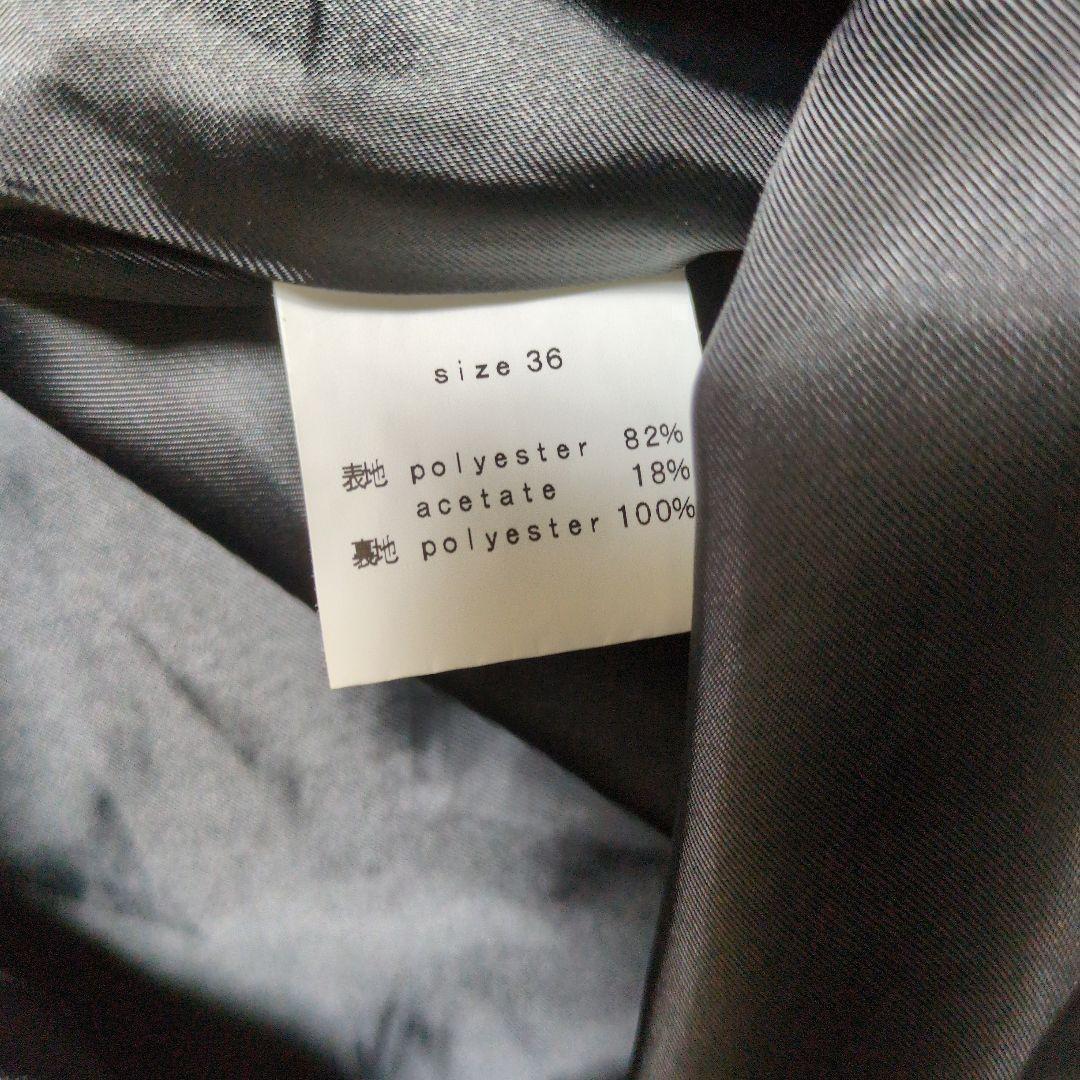 size 36
表地 polyester 82%
acetate 18%
裏地 polyester 100%